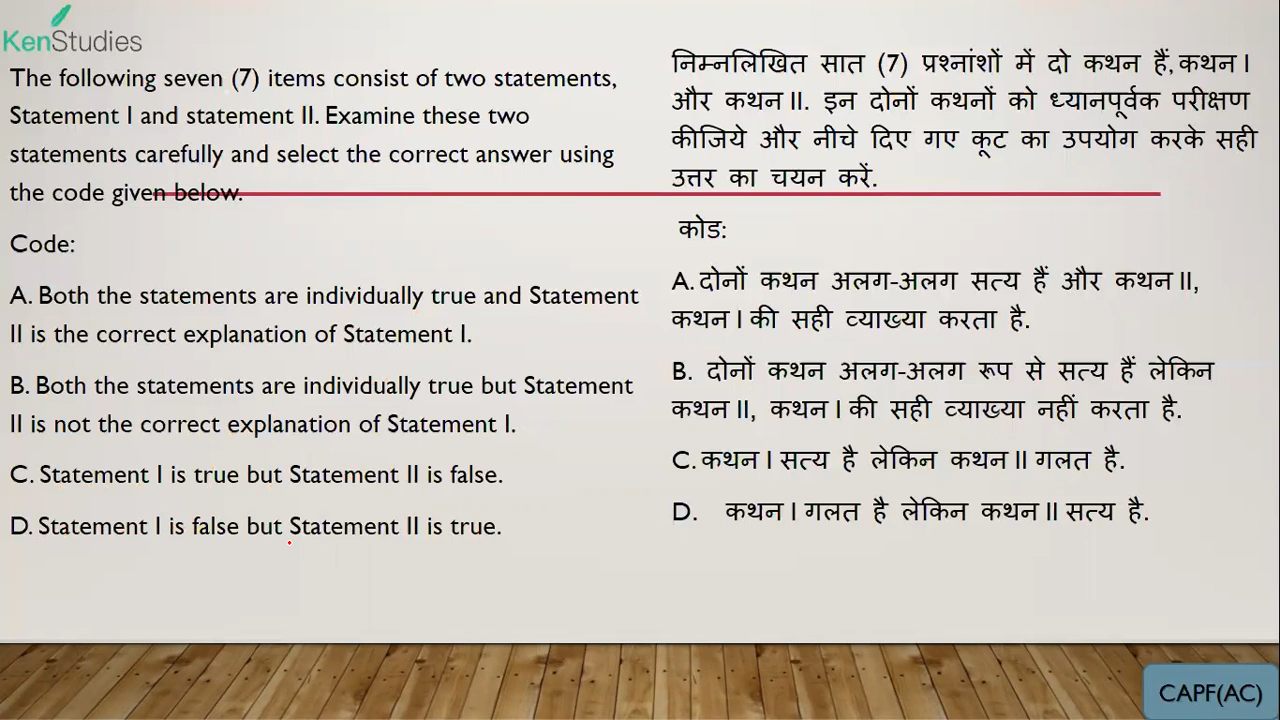 KenStudies
The following seven (7) items consist of two statements,
Statement I and statement II. Examine these two
statements carefully and select the correct answer using
the code given below.
Code:
A. Both the statements are individually true and Statement
II is the correct explanation of Statement I.
B. Both the statements are individually true but Statement
II is not the correct explanation of Statement I.
C. Statement I is true but Statement II is false.
D. Statement I is false but Statement II is true.
निम्नलिखित सात (7) प्रश्नांशों में दो कथन हैं, कथन I
और कथन II. इन दोनों कथनों को ध्यानपूर्वक परीक्षण
कीजिये और नीचे दिए गए कूट का उपयोग करके सही
उत्तर का चयन करें.
कोड:
A. दोनों कथन अलग-अलग सत्य हैं और कथन II,
कथन I की सही व्याख्या करता है.
B. दोनों कथन अलग-अलग रूप से सत्य हैं लेकिन
कथन II, कथन I की सही व्याख्या नहीं करता है.
C. कथन I सत्य है लेकिन कथन II गलत है.
D. कथन I गलत है लेकिन कथन II सत्य है.
CAPF(AC)